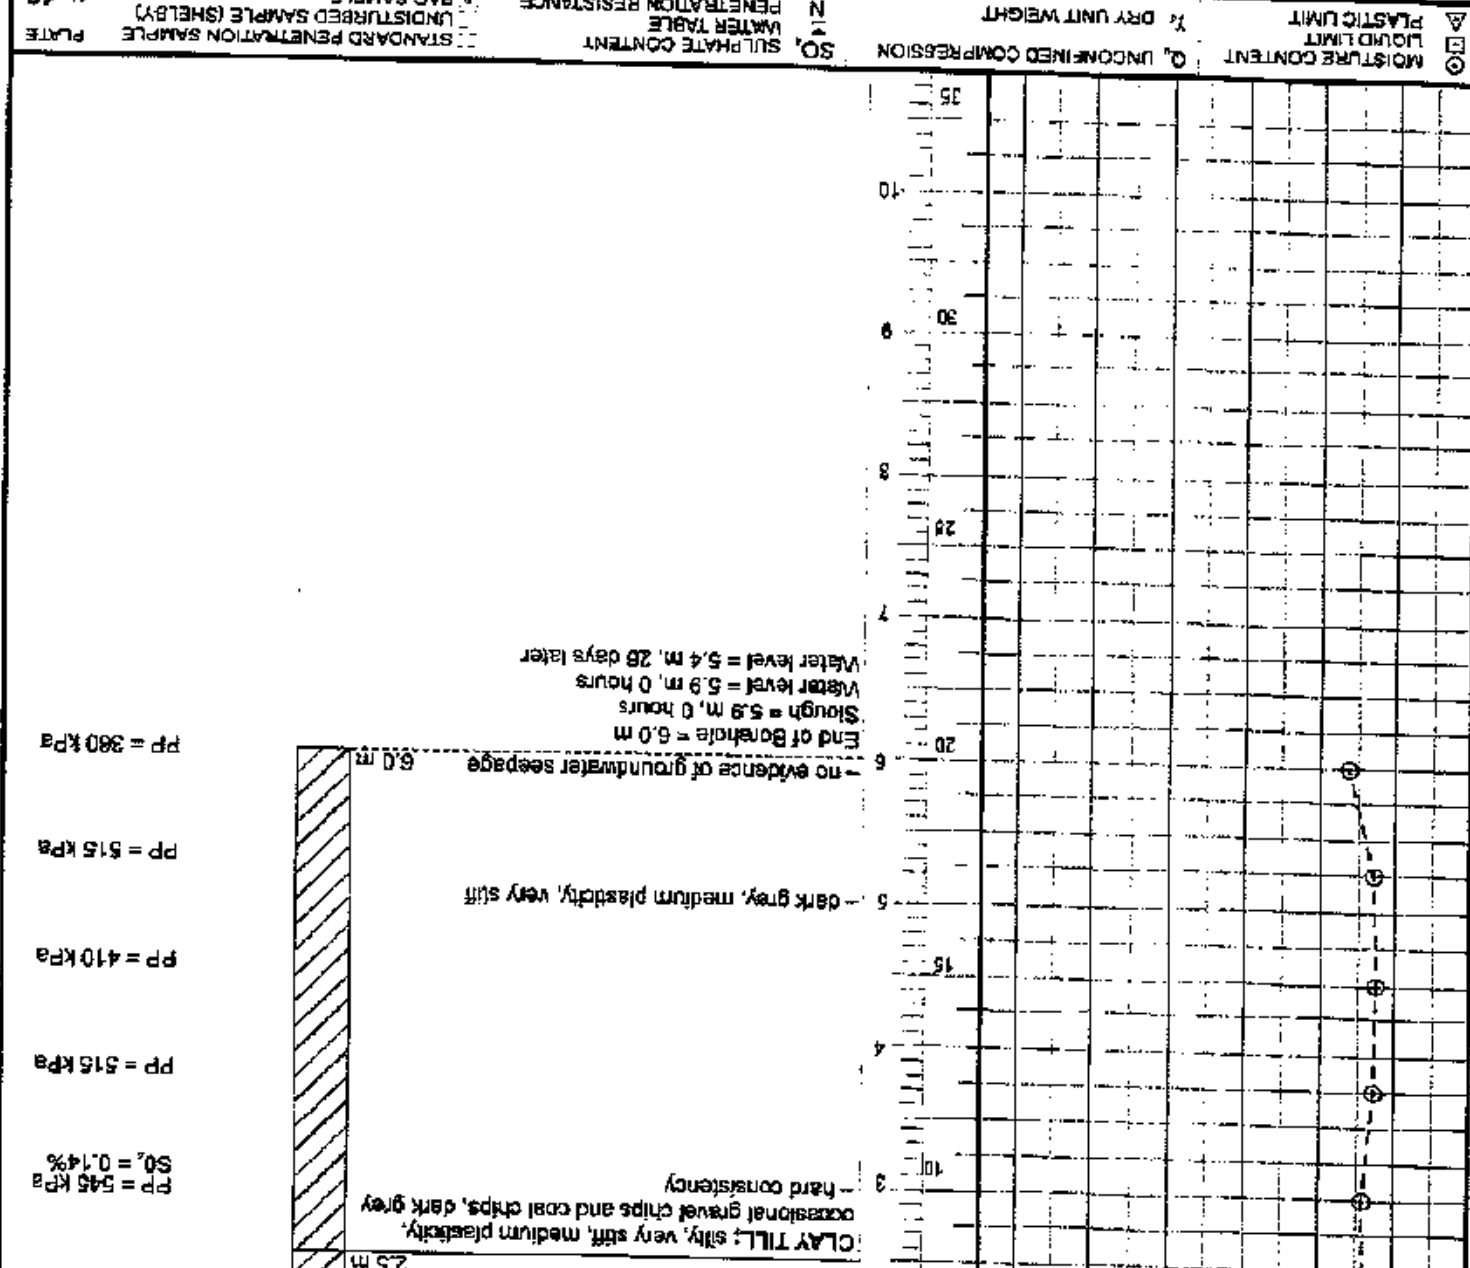 2.5 m
CLAY TILL; silty, very stiff, medium plasticity,
occasional gravel chips and coal chips, dark grey
– hard consistency
3
10
PP = 545 kPa
SO₄ = 0.14%
PP = 515 kPa
4
15
PP = 410 kPa
5 – dark grey, medium plasticity, very stiff
PP = 515 kPa
6 – no evidence of groundwater seepage
6.0 m
20
PP = 360 kPa
End of Borehole = 6.0 m
Slough = 5.9 m, 0 hours
Water level = 5.9 m, 0 hours
Water level = 5.4 m, 28 days later
7
25
8
9
30
10
35
MOISTURE CONTENT
LIQUID LIMIT
PLASTIC LIMIT
Qᵤ UNCONFINED COMPRESSION
DRY UNIT WEIGHT
SO₄ SULPHATE CONTENT
WATER TABLE
N PENETRATION RESISTANCE
STANDARD PENETRATION SAMPLE
UNDISTURBED SAMPLE (SHELBY)
BAG SAMPLE
PLATE